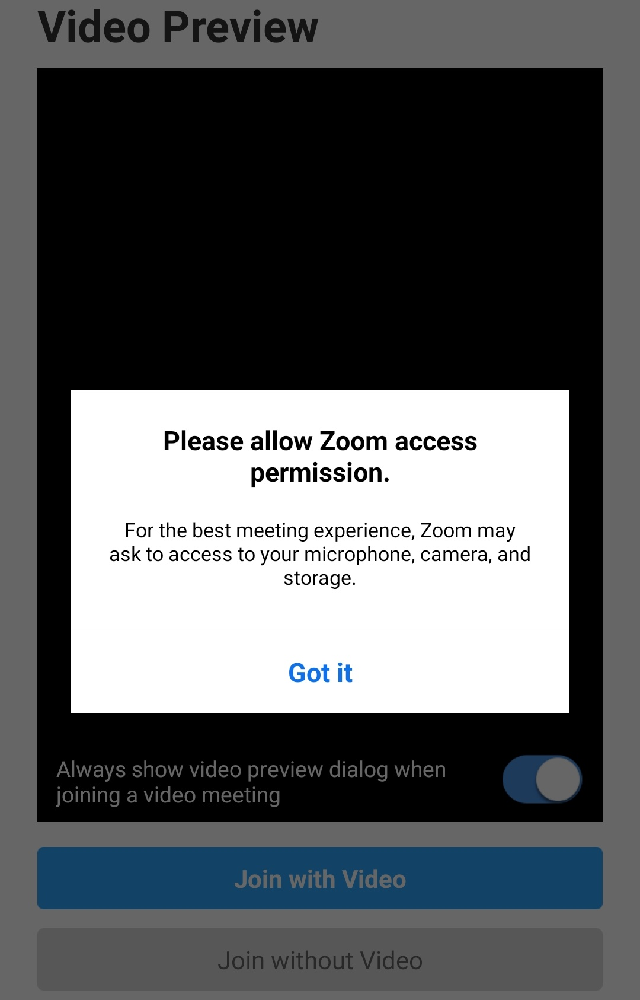 Video Preview
Please allow Zoom access
permission.
For the best meeting experience, Zoom may
ask to access to your microphone, camera, and
storage.
Got it
Always show video preview dialog when
joining a video meeting
Join with Video
Join without Video